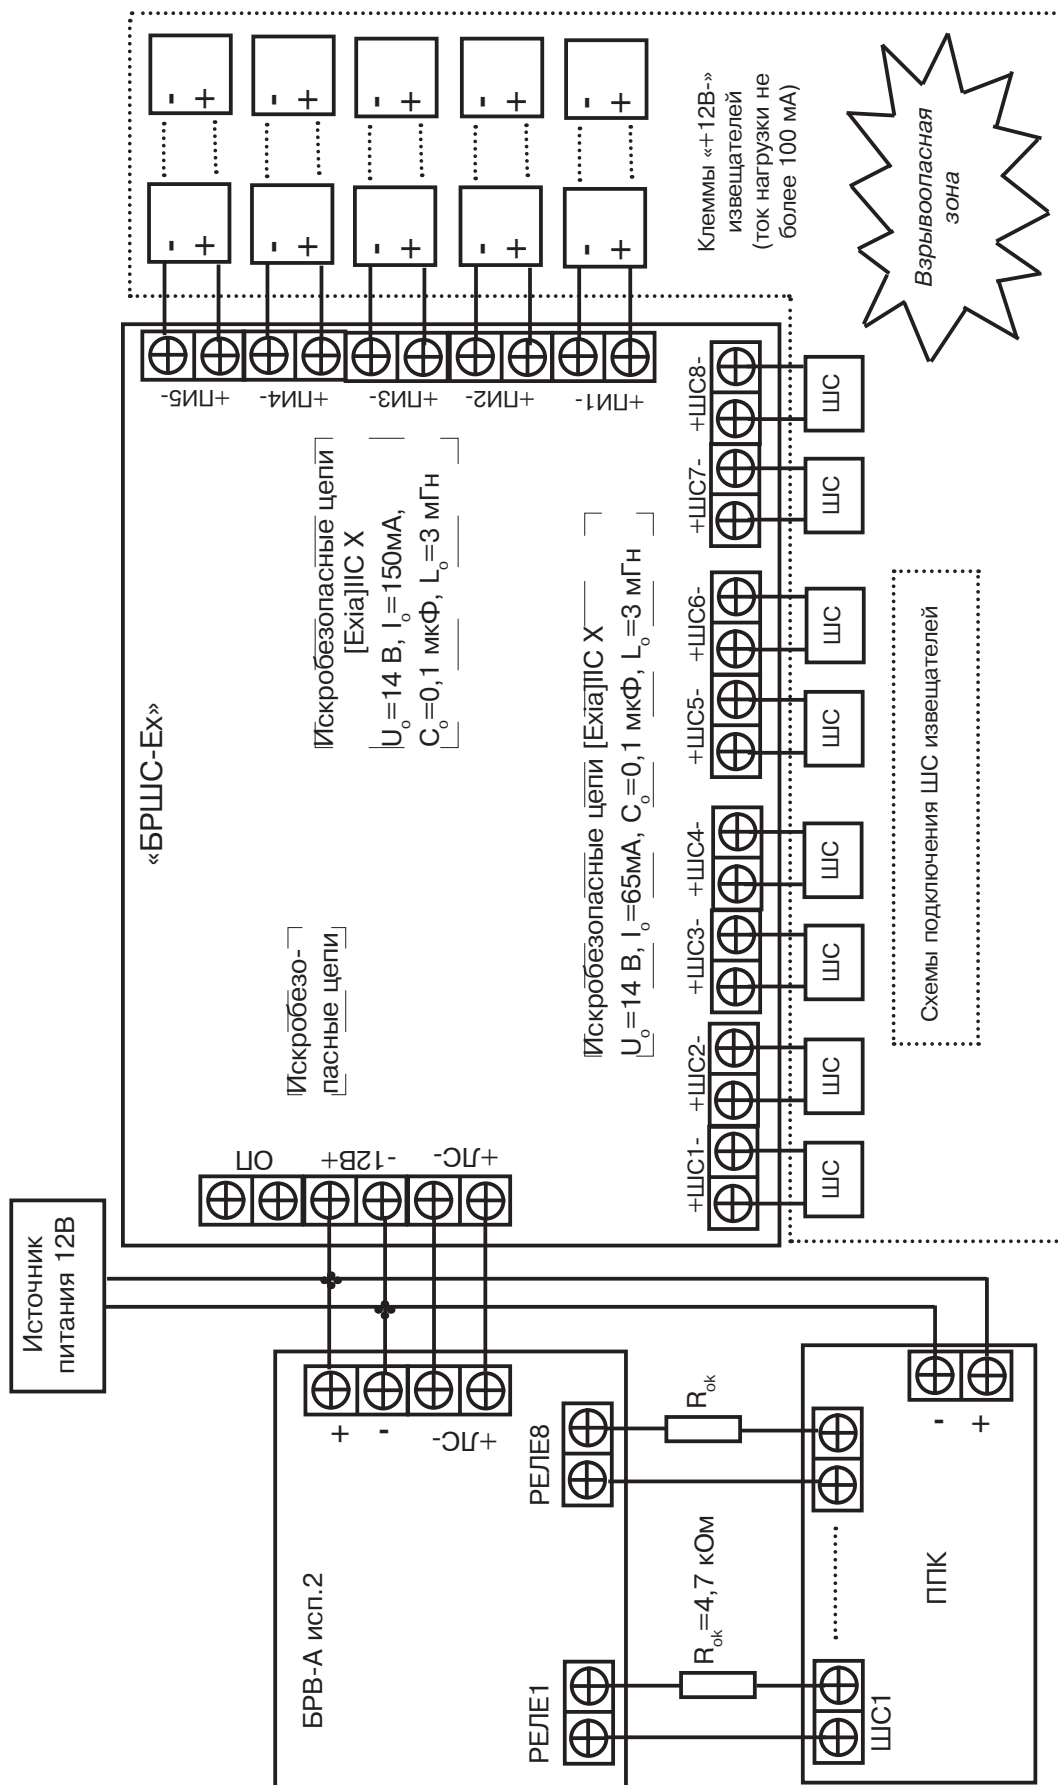 Источник
питания 12В
«БРШС-Ex»
ОП
-12В+
+ЛС-
Искробезо-
пасные цепи
Искробезопасные цепи
[Exia]IIC X
Uo=14 В, Io=150мА,
Co=0,1 мкФ, Lo=3 мГн
Искробезопасные цепи [Exia]IIC X
Uo=14 В, Io=65мА, Co=0,1 мкФ, Lo=3 мГн
+ПИ5-
+ПИ4-
+ПИ3-
+ПИ2-
+ПИ1-
- +
- +
- +
- +
- +
- +
- +
- +
- +
- +
Клеммы «+12В-»
извещателей
(ток нагрузки не
более 100 мА)
Взрывоопасная
зона
+ШС1-
+ШС2-
+ШС3-
+ШС4-
+ШС5-
+ШС6-
+ШС7-
+ШС8-
ШС
ШС
ШС
ШС
ШС
ШС
ШС
ШС
Схемы подключения ШС извещателей
БРВ-А исп.2
+
-
+ЛС-
РЕЛЕ1
РЕЛЕ8
Rok=4,7 кОм
Rok
ШС1
ППК
-
+